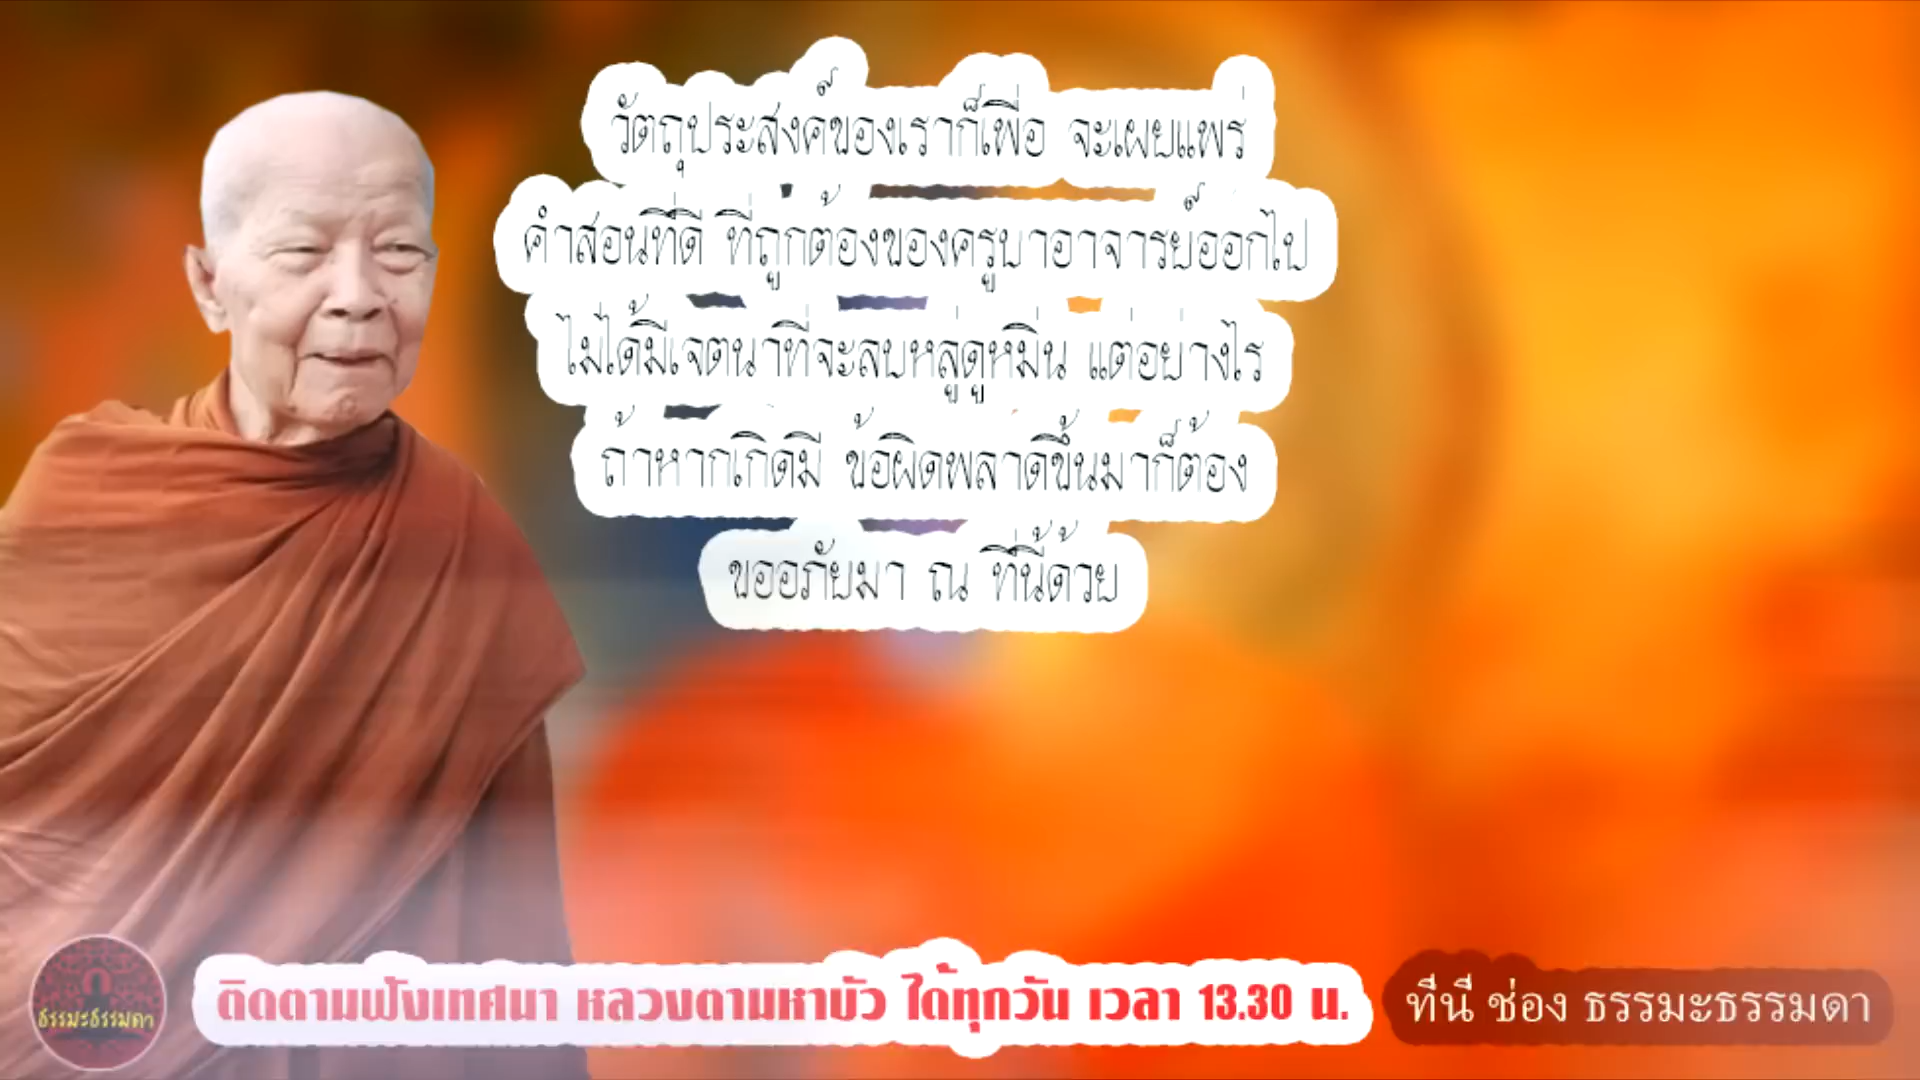 วัตถุประสงค์ของเราก็เพื่อ จะเผยแพร่
คำสอนที่ดี ที่ถูกต้องของครูบาอาจารย์ออกไป
ไม่ได้มีเจตนาที่จะลบหลู่ดูหมิ่น แต่อย่างไร
ถ้าหากเกิดมี ข้อผิดพลาดขึ้นมาก็ต้อง
ขออภัยมา ณ ที่นี้ด้วย
ติดตามฟังเทศนา หลวงตามหาบัว ได้ทุกวัน เวลา 13.30 น.
ที่นี่ ช่อง ธรรมะธรรมดา
ธรรมะธรรมดา